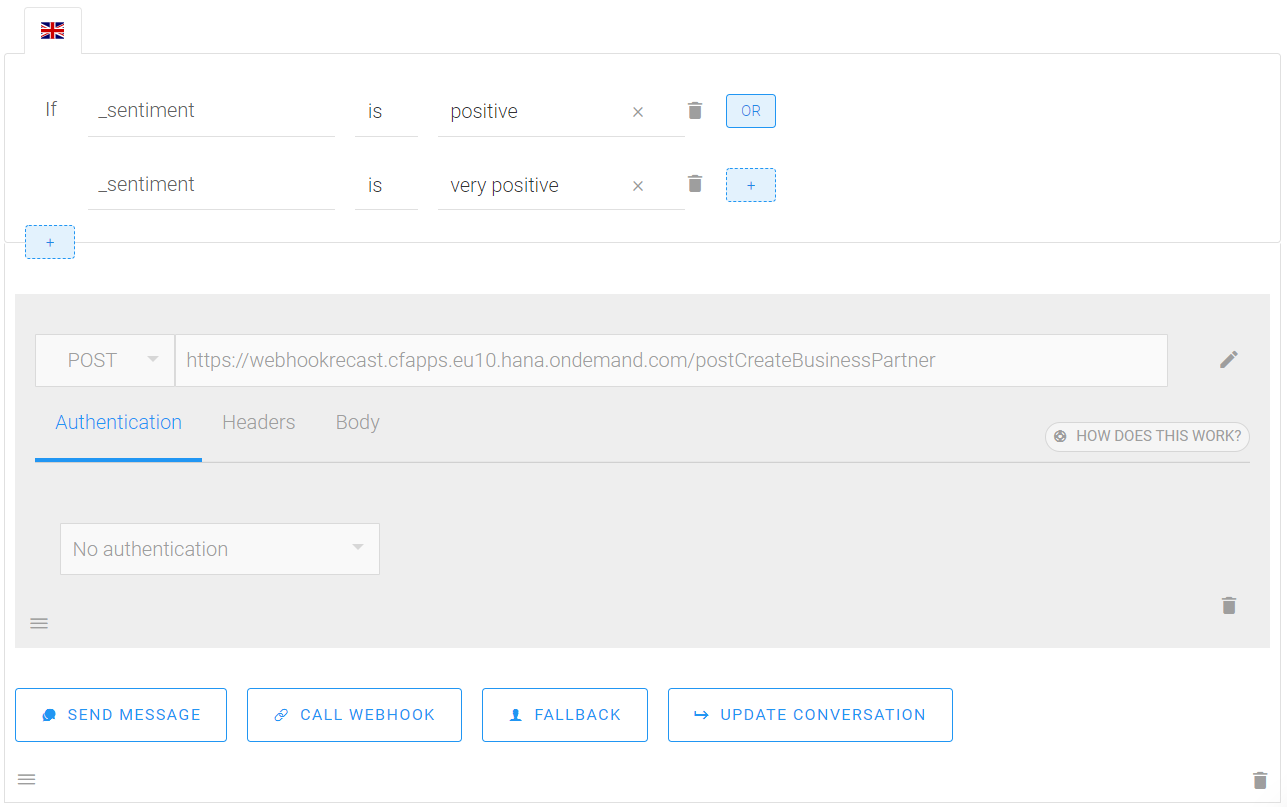 If _sentiment is positive × OR
_sentiment is very positive × +
+
POST https://webhookrecast.cfapps.eu10.hana.ondemand.com/postCreateBusinessPartner
Authentication Headers Body
HOW DOES THIS WORK?
No authentication
SEND MESSAGE CALL WEBHOOK FALLBACK UPDATE CONVERSATION